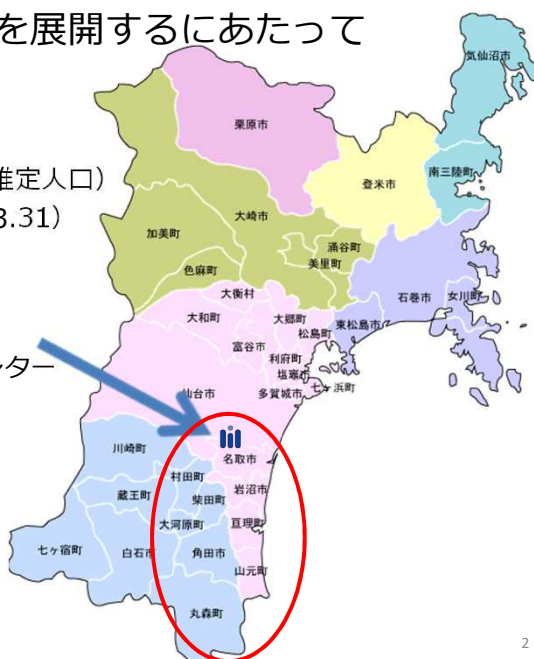 を展開するにあたって
推定人口）
3.31）
ンター
気仙沼市
栗原市
南三陸町
登米市
大崎市
加美町
涌谷町
美里町
色麻町
石巻市
女川町
大衡村
大和町
大郷町
松島町
東松島市
富谷市
利府町
塩竈市
七ヶ浜町
仙台市
多賀城市
川崎町
名取市
村田町
岩沼市
蔵王町
柴田町
大河原町
亘理町
七ヶ宿町
白石市
角田市
山元町
丸森町
2